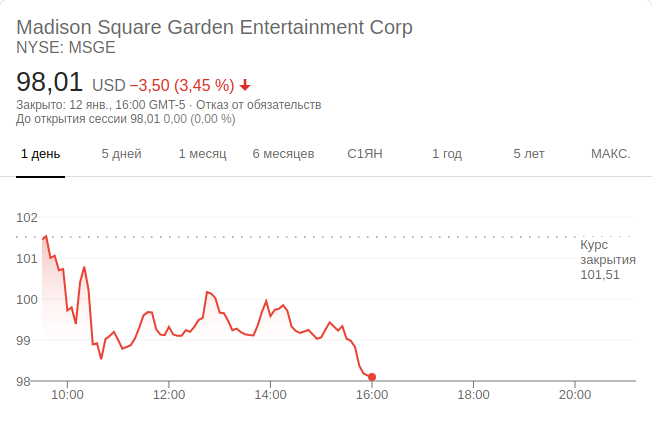 Madison Square Garden Entertainment Corp
NYSE: MSGE
98,01 USD −3,50 (3,45 %)
Закрыто: 12 янв., 16:00 GMT-5 · Отказ от обязательств
До открытия сессии 98,01 0,00 (0,00 %)
1 день 5 дней 1 месяц 6 месяцев С1ЯН 1 год 5 лет МАКС.
102
101
100
99
98
Курс
закрытия
101,51
10:00 12:00 14:00 16:00 18:00 20:00